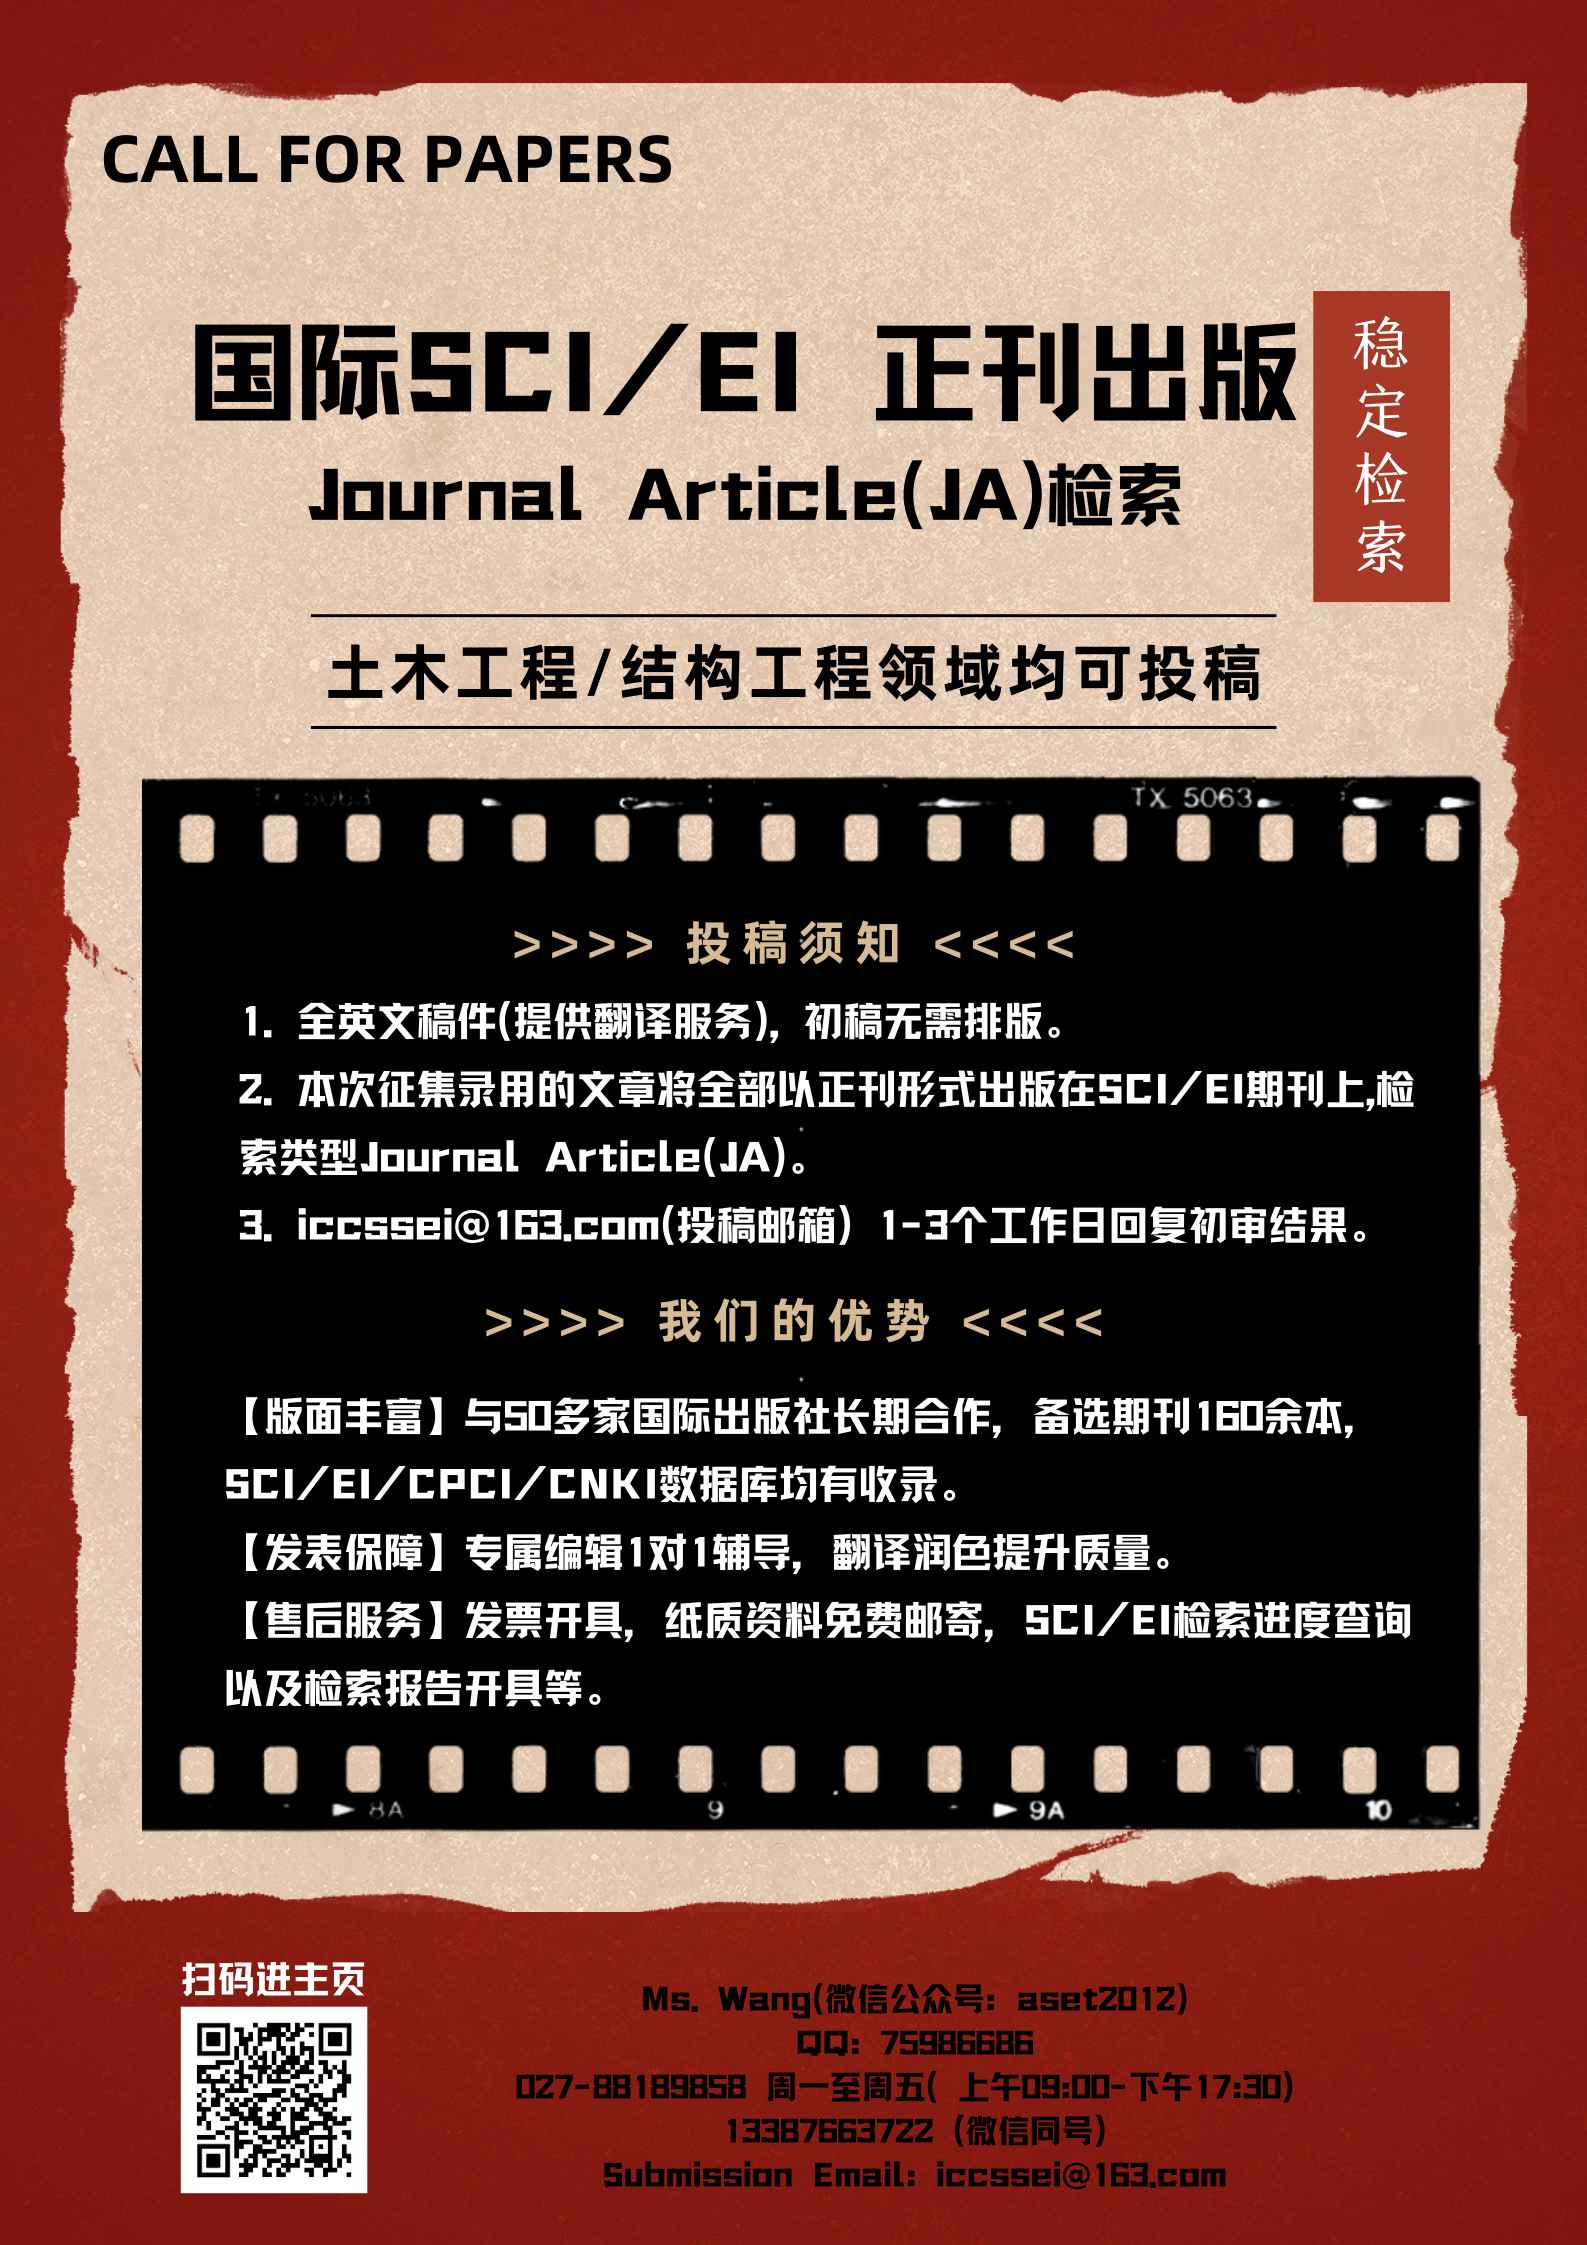 CALL FOR PAPERS
国际SCI/EI 正刊出版
稳定检索
Journal Article(JA)检索
土木工程/结构工程领域均可投稿
TX 5063
TX 5063
>>>> 投稿须知 <<<<
1. 全英文稿件(提供翻译服务)，初稿无需排版。
2. 本次征集录用的文章将全部以正刊形式出版在SCI/EI期刊上,检
索类型Journal Article(JA)。
3. iccssei@163.com(投稿邮箱）1-3个工作日回复初审结果。
>>>> 我们的优势 <<<<
【版面丰富】与50多家国际出版社长期合作，备选期刊160余本，
SCI/EI/CPCI/CNKI数据库均有收录。
【发表保障】专属编辑1对1辅导，翻译润色提升质量。
【售后服务】发票开具，纸质资料免费邮寄，SCI/EI检索进度查询
以及检索报告开具等。
8A 9 9A 10
扫码进主页
Ms. Wang(微信公众号：aset2012)
QQ：75986686
027-88189858 周一至周五( 上午09:00-下午17:30)
13387663722（微信同号）
Submission Email：iccssei@163.com